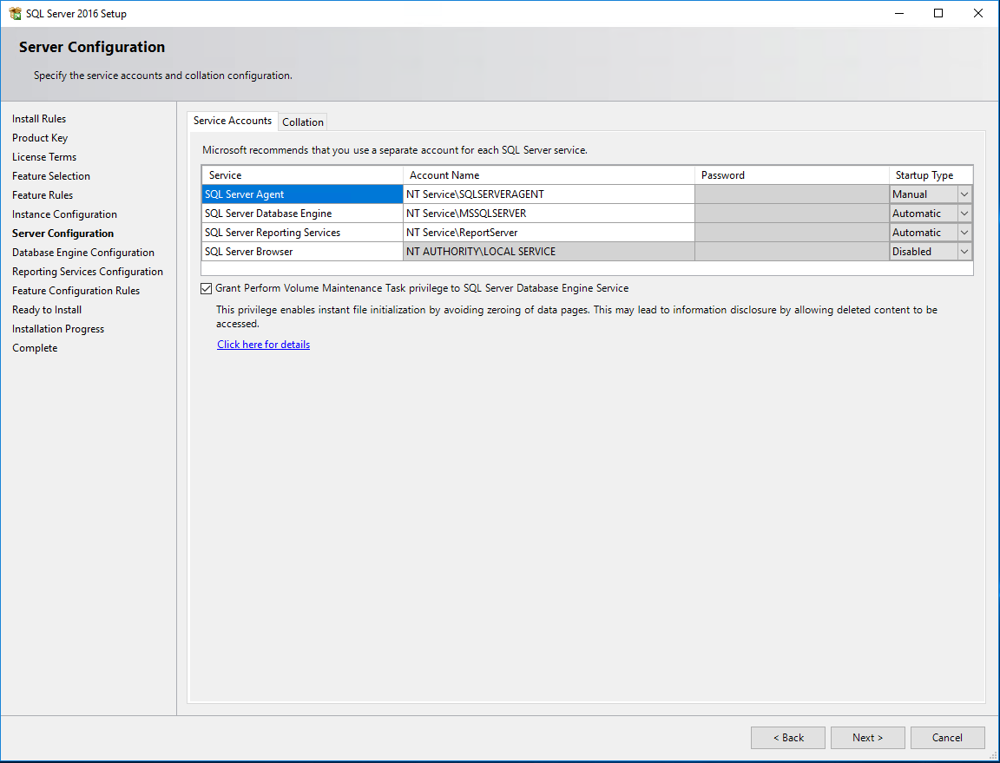 SQL Server 2016 Setup
Server Configuration
Specify the service accounts and collation configuration.
Install Rules
Product Key
License Terms
Feature Selection
Feature Rules
Instance Configuration
Server Configuration
Database Engine Configuration
Reporting Services Configuration
Feature Configuration Rules
Ready to Install
Installation Progress
Complete
Service Accounts Collation
Microsoft recommends that you use a separate account for each SQL Server service.
Service Account Name Password Startup Type
SQL Server Agent NT Service\SQLSERVERAGENT Manual
SQL Server Database Engine NT Service\MSSQLSERVER Automatic
SQL Server Reporting Services NT Service\ReportServer Automatic
SQL Server Browser NT AUTHORITY\LOCAL SERVICE Disabled
Grant Perform Volume Maintenance Task privilege to SQL Server Database Engine Service
This privilege enables instant file initialization by avoiding zeroing of data pages. This may lead to information disclosure by allowing deleted content to be
accessed.
Click here for details
< Back Next > Cancel